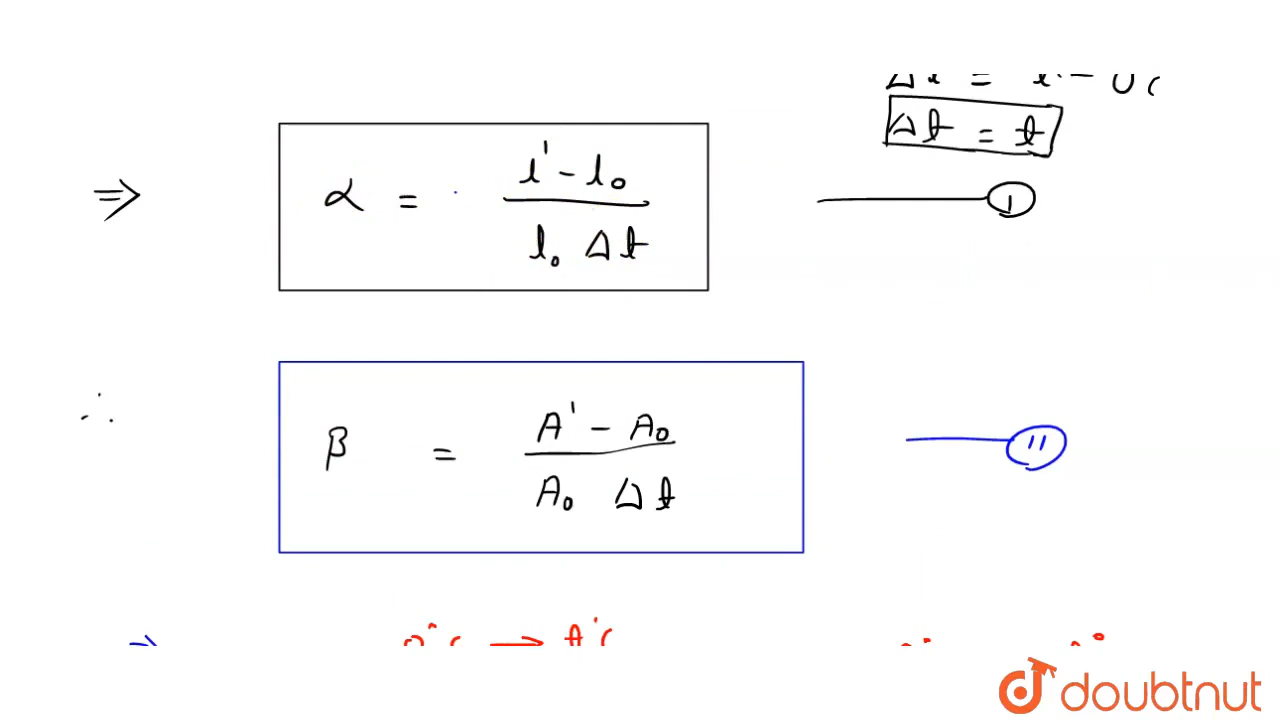 Δt = t
⇒ α = (l' - l₀) / (l₀ Δt) —— ①
∴ β = (A' - A₀) / (A₀ Δt) —— ⑪
⇒
doubtnut